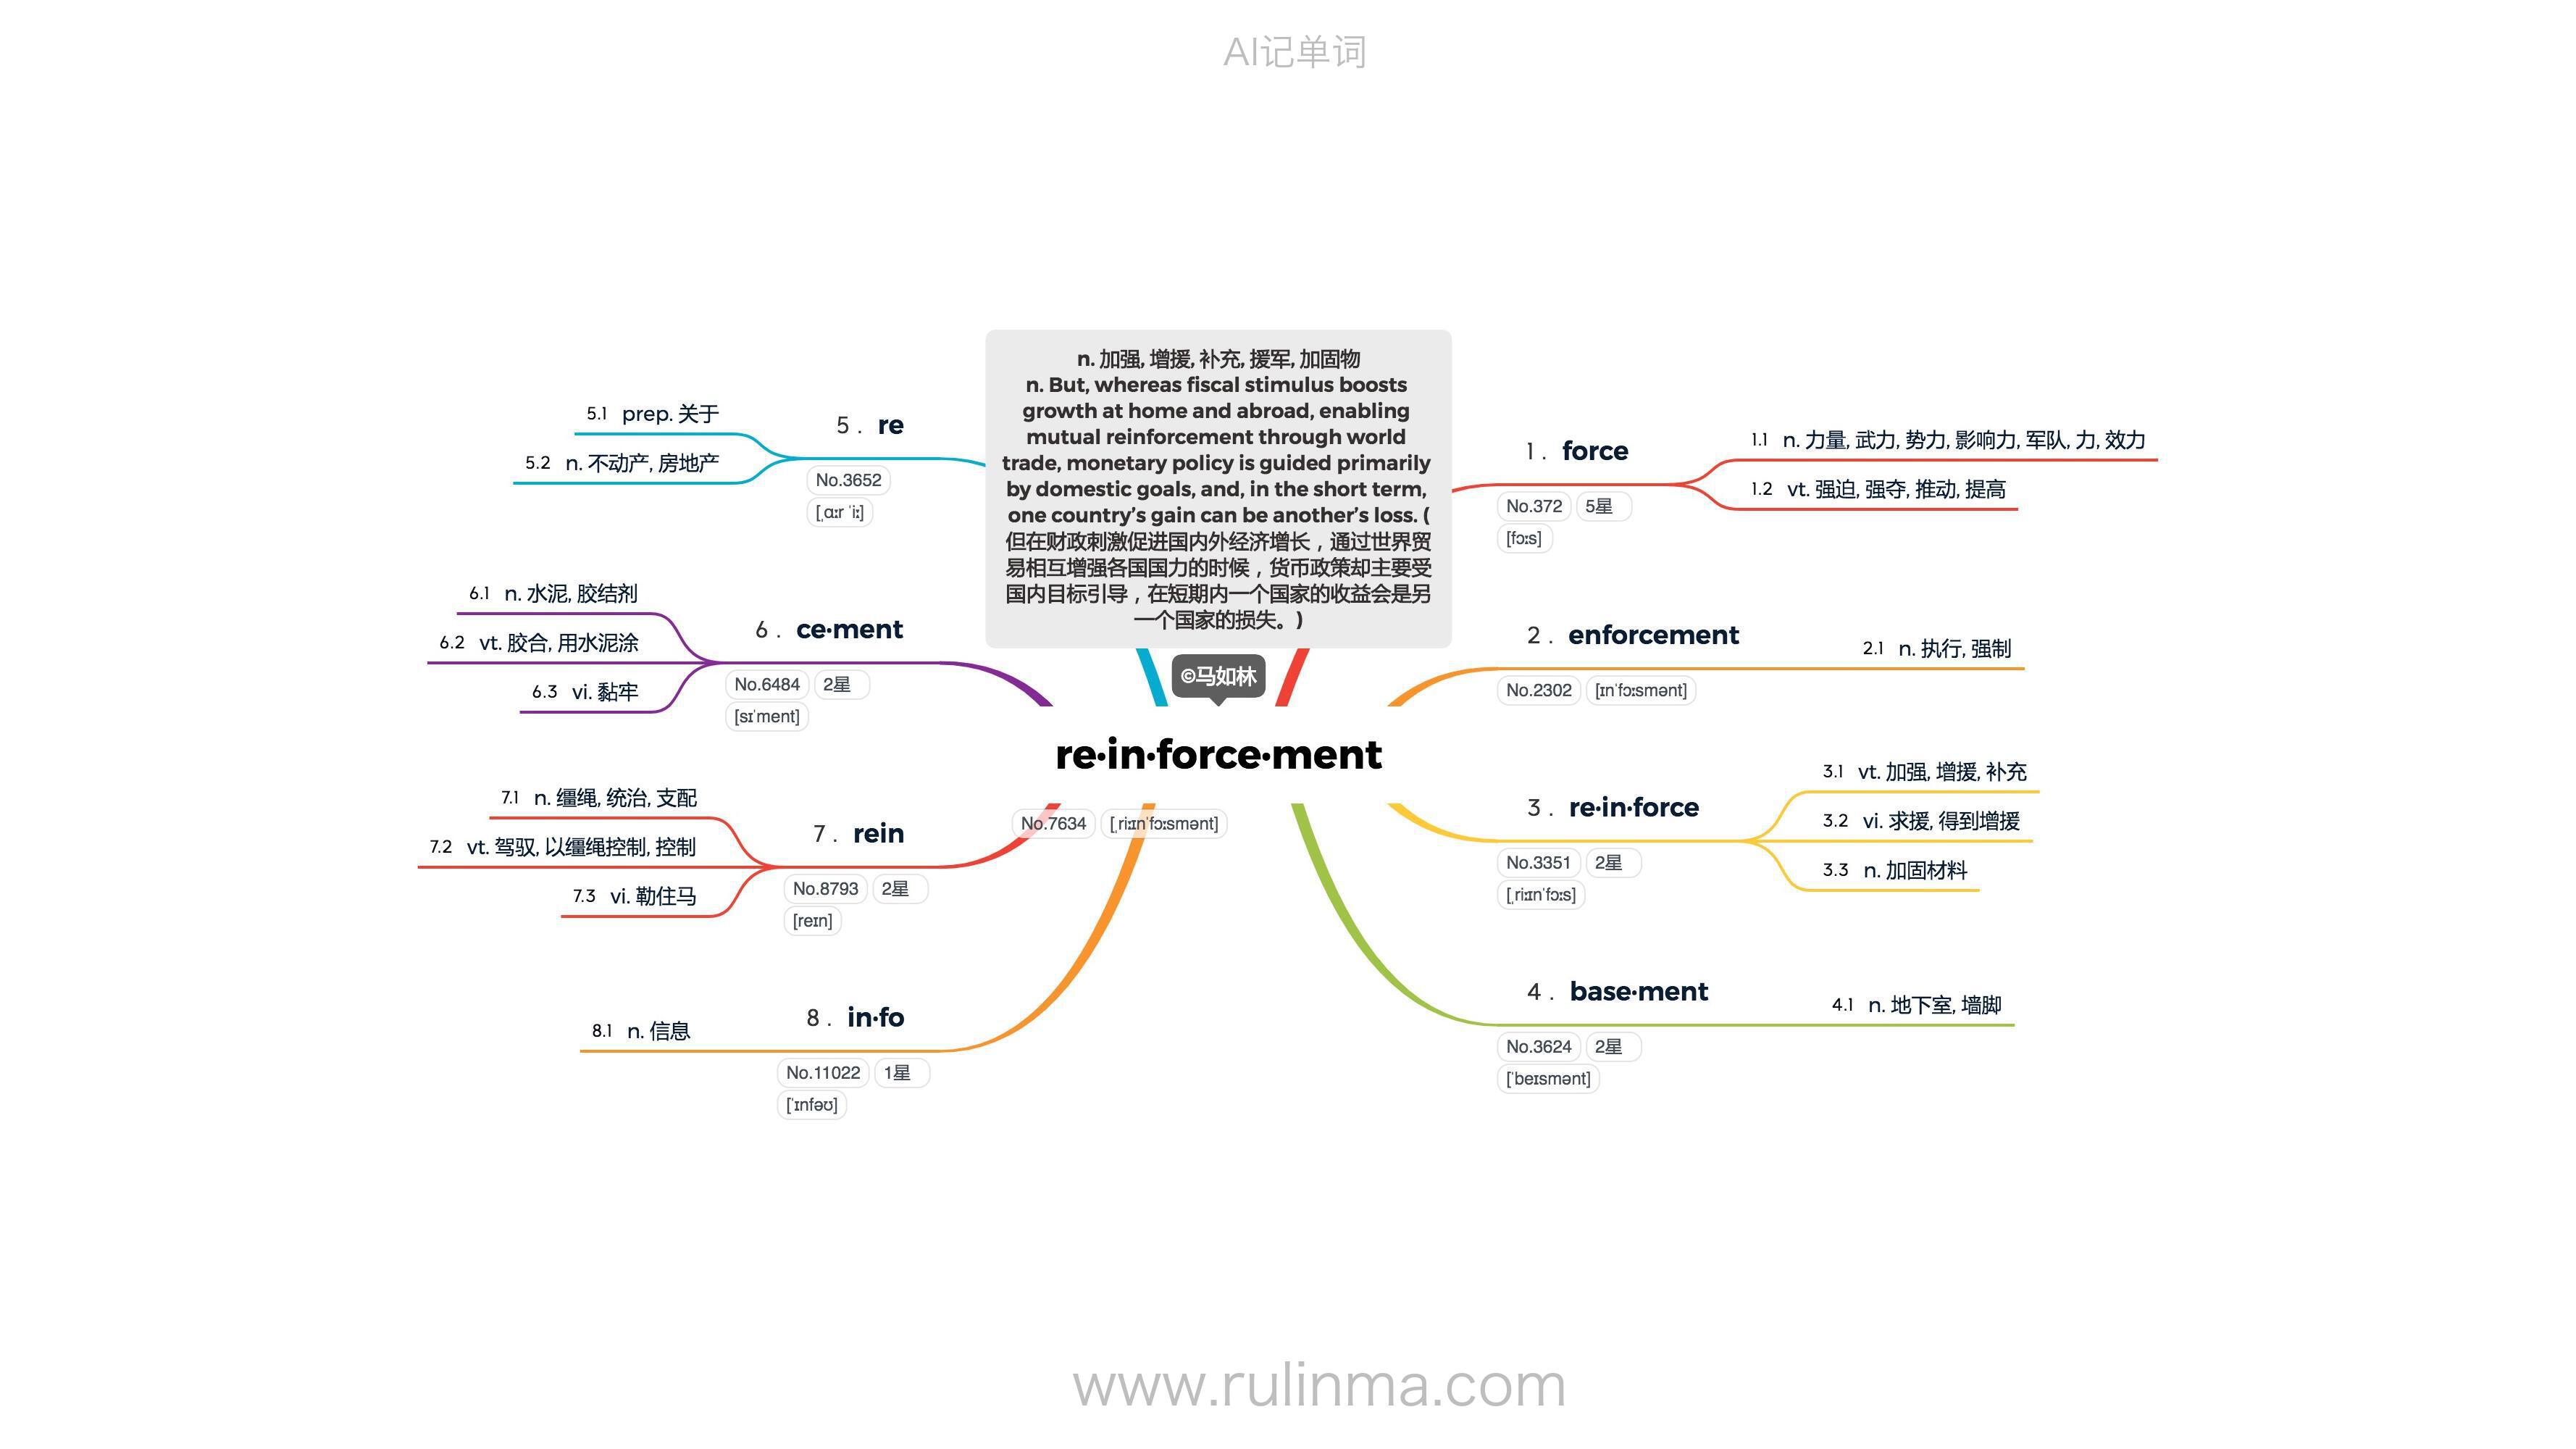 AI记单词
n. 加强, 增援, 补充, 援军, 加固物
n. But, whereas fiscal stimulus boosts
growth at home and abroad, enabling
mutual reinforcement through world
trade, monetary policy is guided primarily
by domestic goals, and, in the short term,
one country’s gain can be another’s loss. (
但在财政刺激促进国内外经济增长，通过世界贸
易相互增强各国国力的时候，货币政策却主要受
国内目标引导，在短期内一个国家的收益会是另
一个国家的损失。)
©马如林
re·in·force·ment
No.7634 [ˌriːɪnˈfɔːsmənt]
1. force
No.372 5星
[fɔːs]
1.1 n. 力量, 武力, 势力, 影响力, 军队, 力, 效力
1.2 vt. 强迫, 强夺, 推动, 提高
2. enforcement
No.2302 [ɪnˈfɔːsmənt]
2.1 n. 执行, 强制
3. re·in·force
No.3351 2星
[ˌriːɪnˈfɔːs]
3.1 vt. 加强, 增援, 补充
3.2 vi. 求援, 得到增援
3.3 n. 加固材料
4. base·ment
No.3624 2星
[ˈbeɪsmənt]
4.1 n. 地下室, 墙脚
5. re
No.3652
[ˌɑːr ˈiː]
5.1 prep. 关于
5.2 n. 不动产, 房地产
6. ce·ment
No.6484 2星
[sɪˈment]
6.1 n. 水泥, 胶结剂
6.2 vt. 胶合, 用水泥涂
6.3 vi. 黏牢
7. rein
No.8793 2星
[reɪn]
7.1 n. 缰绳, 统治, 支配
7.2 vt. 驾驭, 以缰绳控制, 控制
7.3 vi. 勒住马
8. in·fo
No.11022 1星
[ˈɪnfəʊ]
8.1 n. 信息
www.rulinma.com